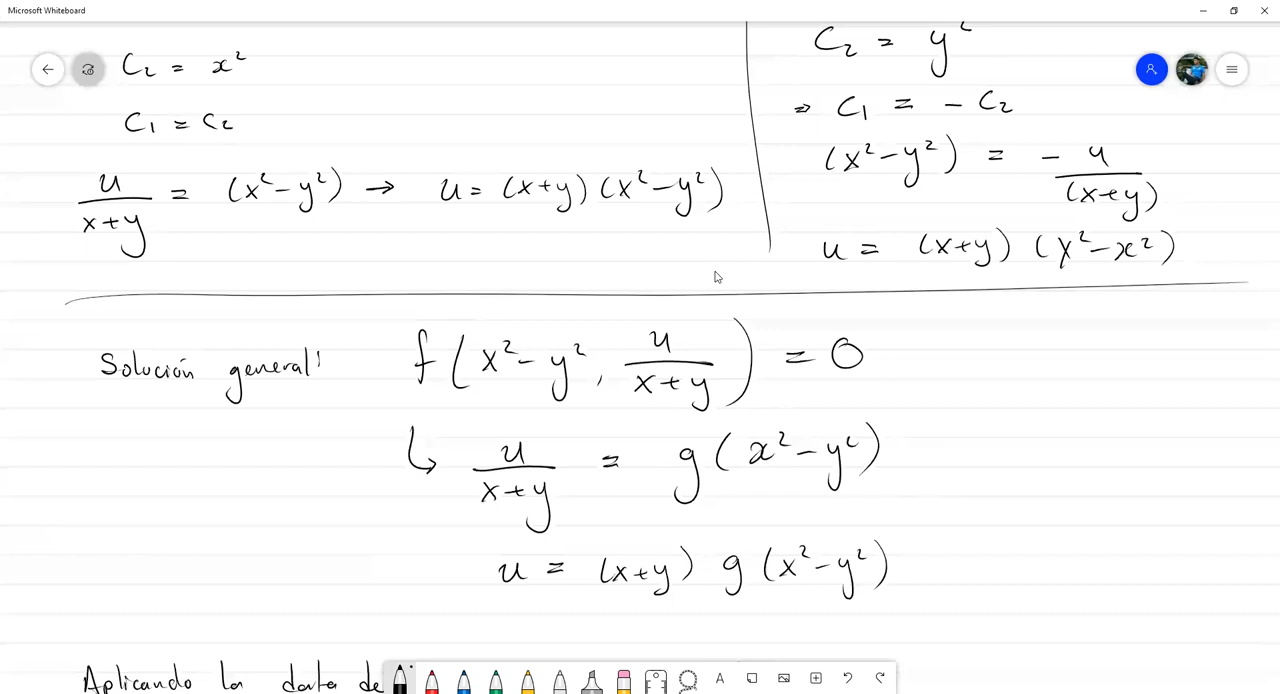 Microsoft Whiteboard
C₂ = x²
C₁ = C₂
u/(x+y) = (x²-y²) → u = (x+y)(x²-y²)
C₂ = y²
⇒ C₁ = - C₂
(x²-y²) = - u/(x+y)
u = (x+y)(y²-x²)
Solución general: f(x²-y², u/(x+y)) = 0
↳ u/(x+y) = g(x²-y²)
u = (x+y) g(x²-y²)
Aplicando la data de
A